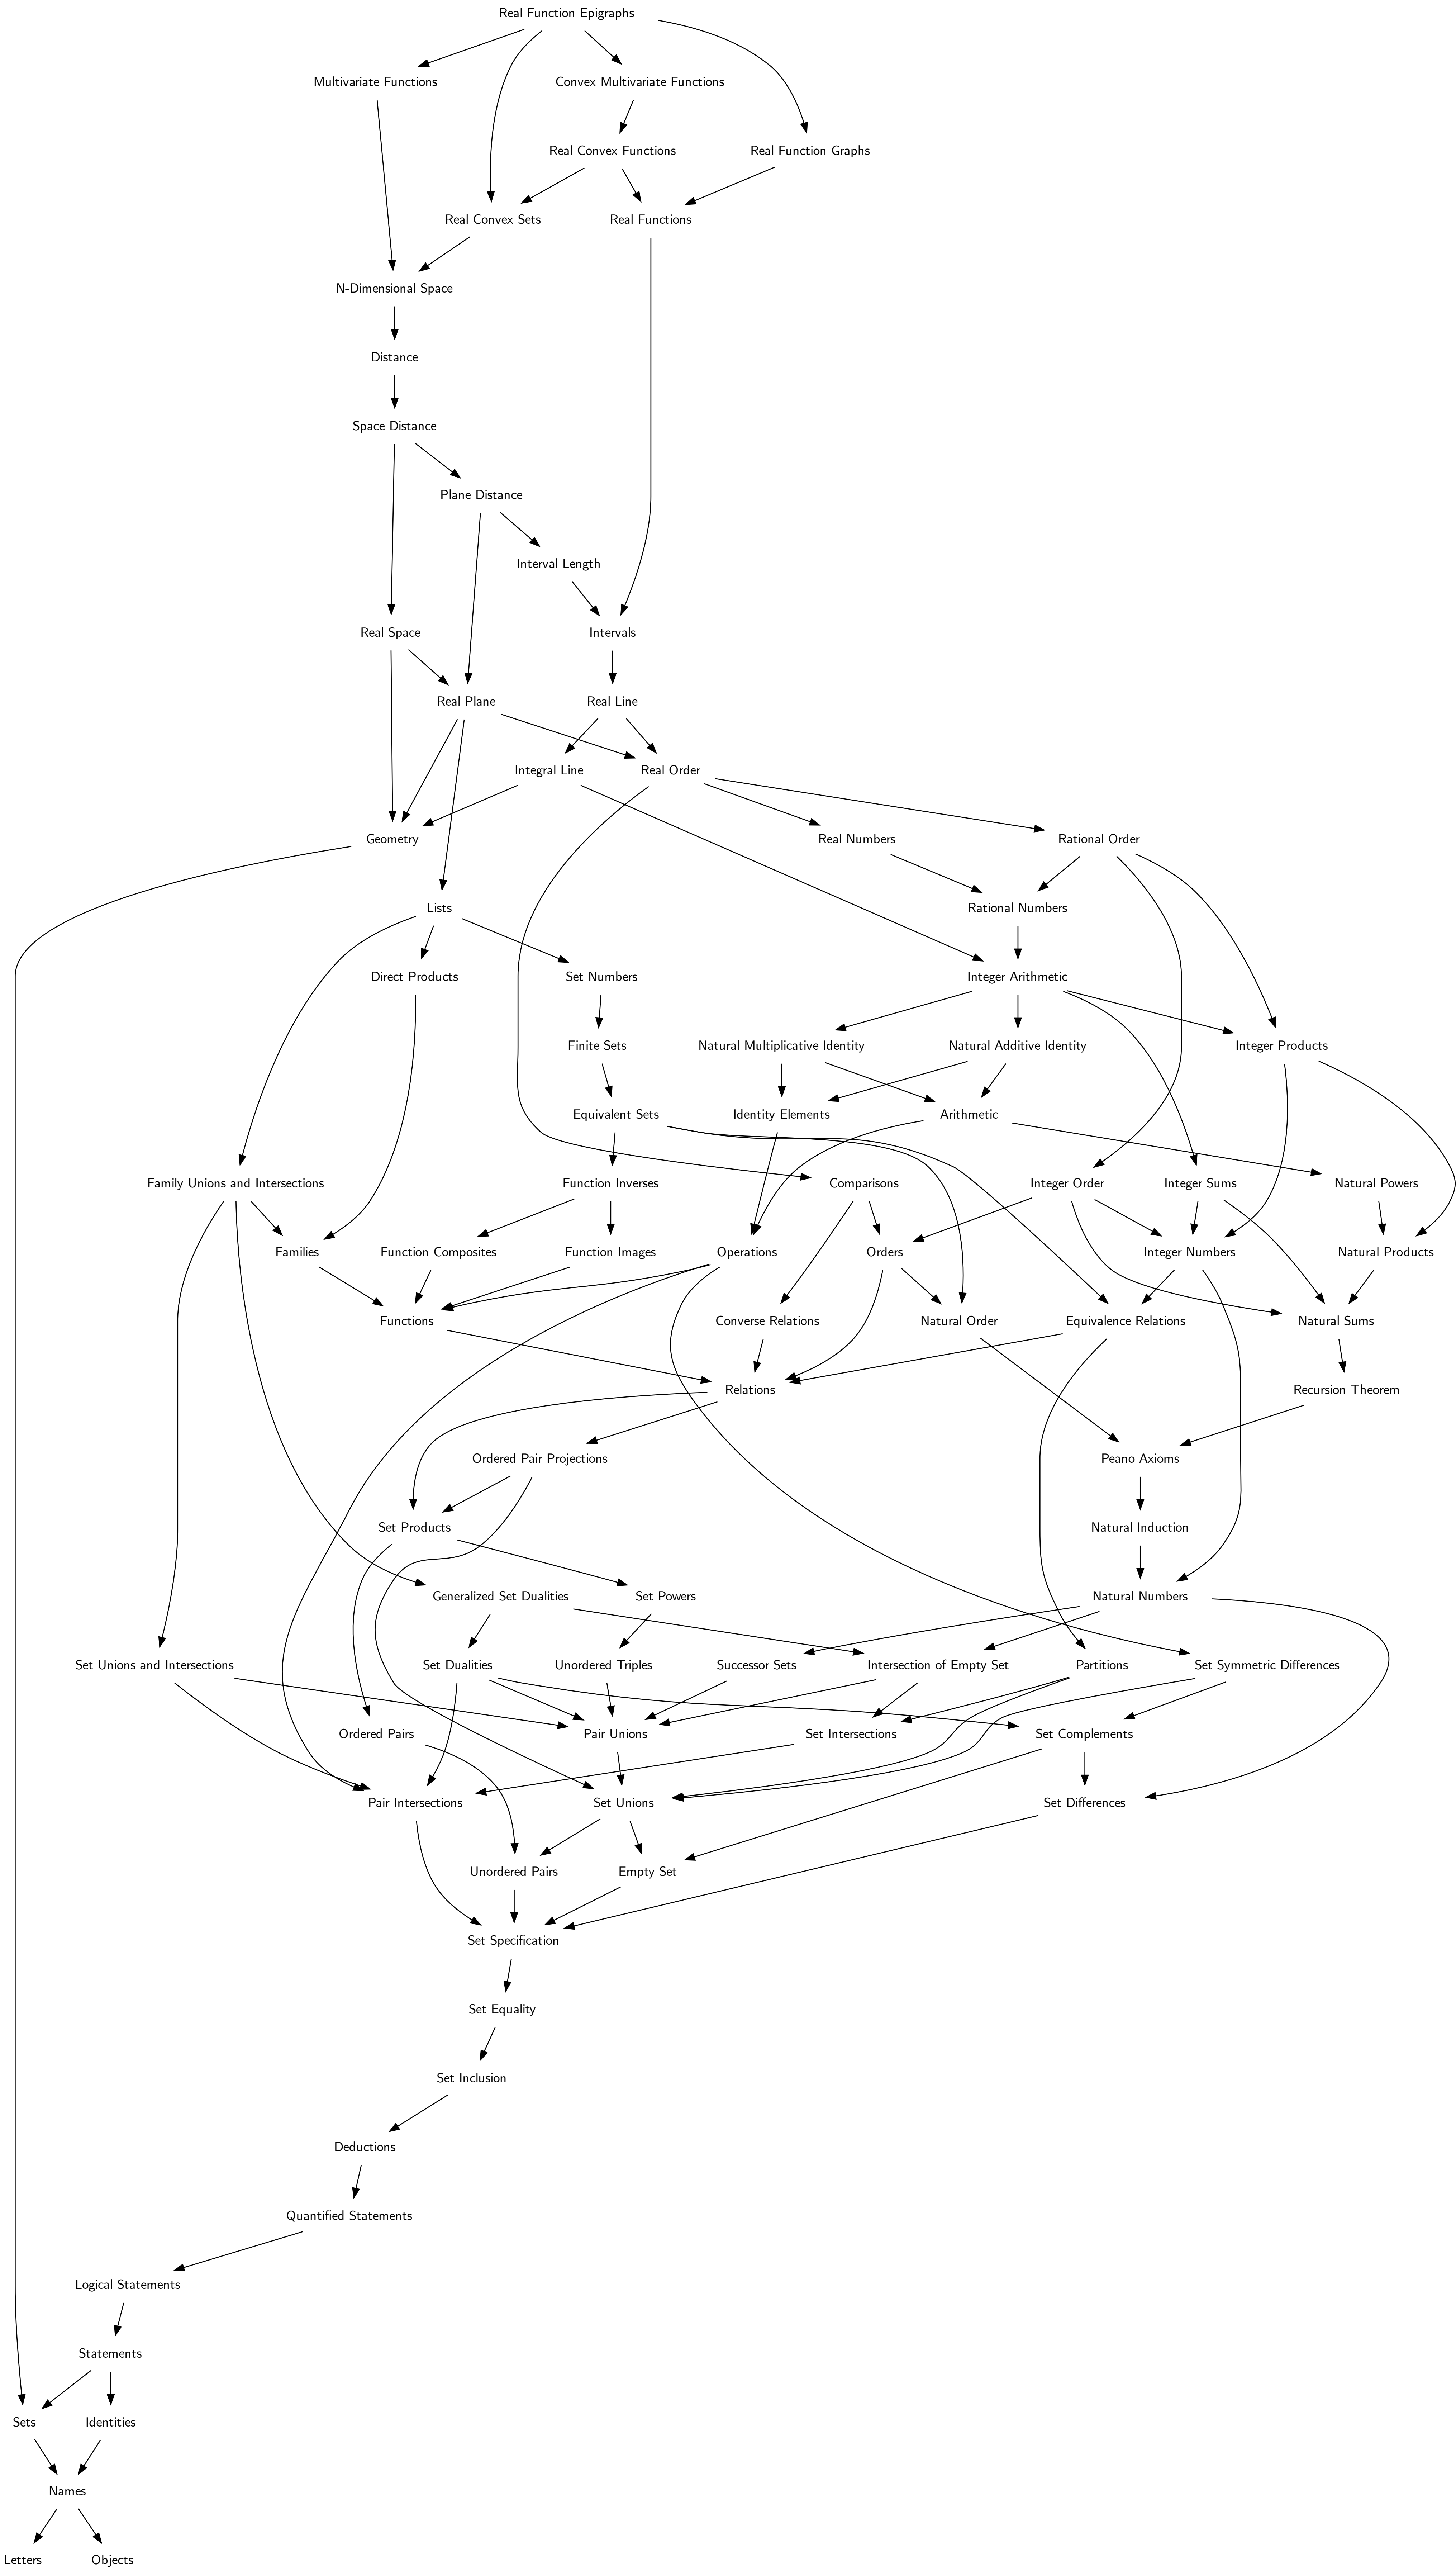 Real Function Epigraphs
Multivariate Functions
Convex Multivariate Functions
Real Convex Functions
Real Function Graphs
Real Convex Sets
Real Functions
N-Dimensional Space
Distance
Space Distance
Plane Distance
Interval Length
Real Space
Intervals
Real Plane
Real Line
Integral Line
Real Order
Geometry
Real Numbers
Rational Order
Lists
Rational Numbers
Direct Products
Set Numbers
Integer Arithmetic
Finite Sets
Natural Multiplicative Identity
Natural Additive Identity
Integer Products
Equivalent Sets
Identity Elements
Arithmetic
Family Unions and Intersections
Function Inverses
Comparisons
Integer Order
Integer Sums
Natural Powers
Families
Function Composites
Function Images
Operations
Orders
Integer Numbers
Natural Products
Functions
Converse Relations
Natural Order
Equivalence Relations
Natural Sums
Relations
Recursion Theorem
Ordered Pair Projections
Peano Axioms
Set Products
Natural Induction
Generalized Set Dualities
Set Powers
Natural Numbers
Set Unions and Intersections
Set Dualities
Unordered Triples
Successor Sets
Intersection of Empty Set
Partitions
Set Symmetric Differences
Ordered Pairs
Pair Unions
Set Intersections
Set Complements
Pair Intersections
Set Unions
Set Differences
Unordered Pairs
Empty Set
Set Specification
Set Equality
Set Inclusion
Deductions
Quantified Statements
Logical Statements
Statements
Sets
Identities
Names
Letters
Objects